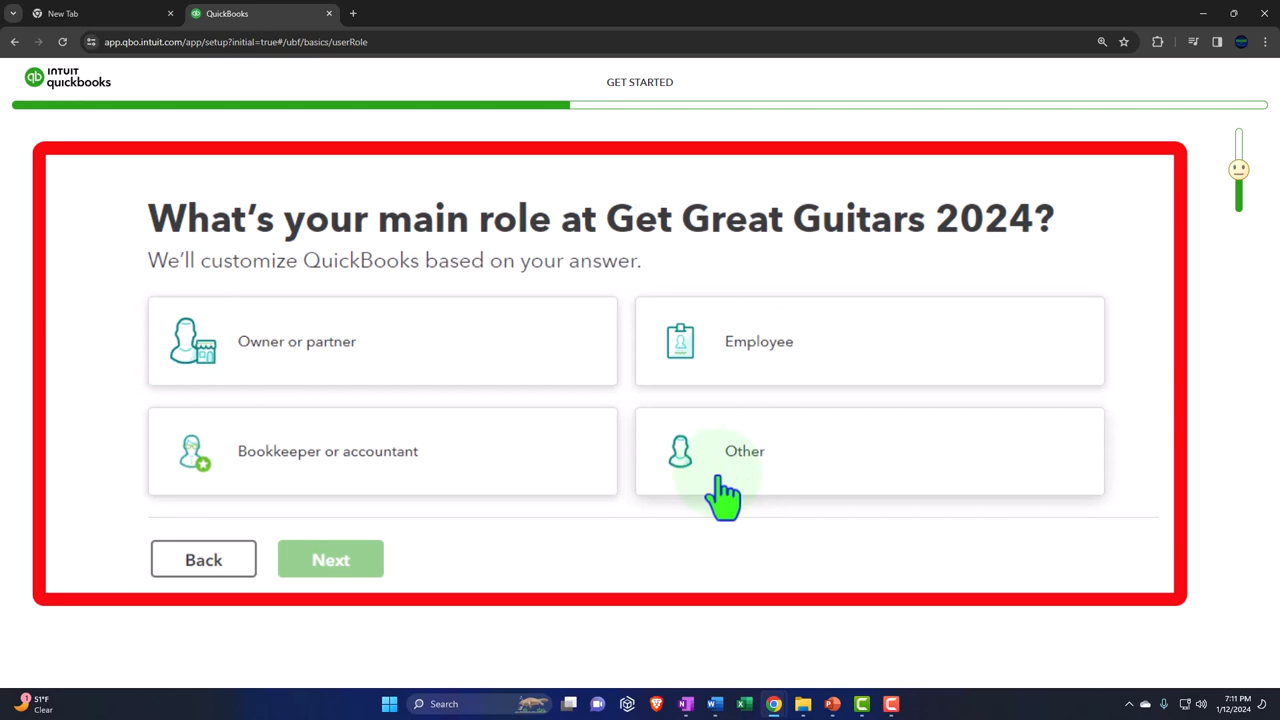 New Tab
QuickBooks
app.qbo.intuit.com/app/setup?initial=true#/ubf/basics/userRole
INTUIT
quickbooks
GET STARTED
What's your main role at Get Great Guitars 2024?
We'll customize QuickBooks based on your answer.
Owner or partner
Employee
Bookkeeper or accountant
Other
Back
Next
1
51°F
Clear
Search
7:11 PM
1/12/2024